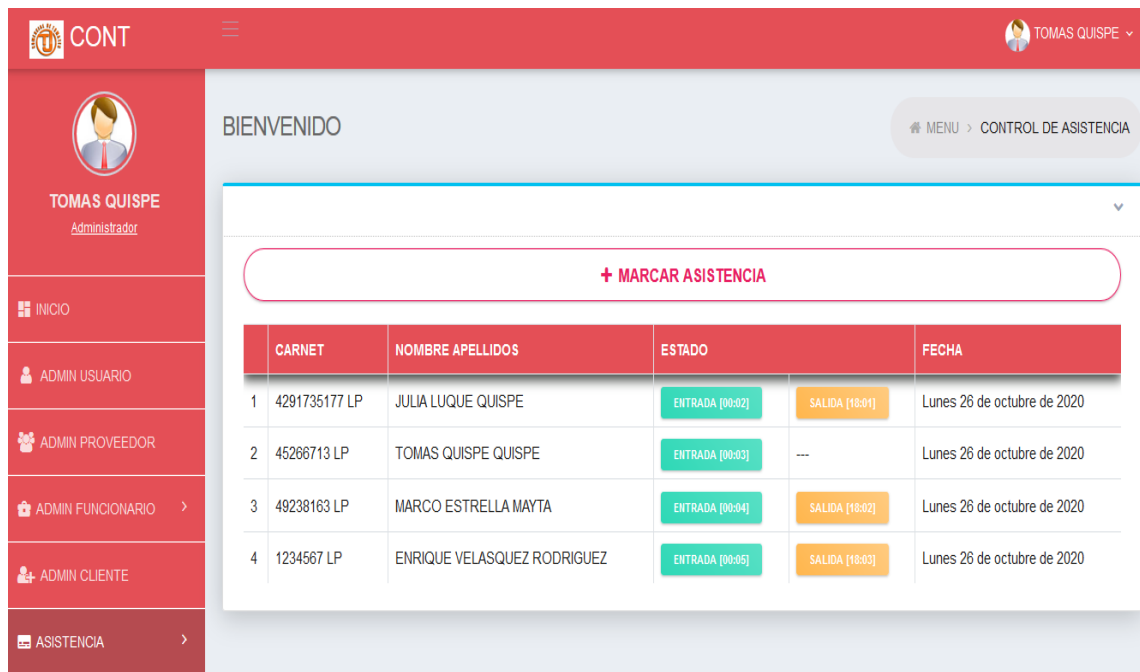 CONT
TOMAS QUISPE
TOMAS QUISPE
Administrador
INICIO
ADMIN USUARIO
ADMIN PROVEEDOR
ADMIN FUNCIONARIO
ADMIN CLIENTE
ASISTENCIA
BIENVENIDO
MENU > CONTROL DE ASISTENCIA
+ MARCAR ASISTENCIA
CARNET NOMBRE APELLIDOS ESTADO FECHA
1 4291735177 LP JULIA LUQUE QUISPE ENTRADA [00:02] SALIDA [18:01] Lunes 26 de octubre de 2020
2 45266713 LP TOMAS QUISPE QUISPE ENTRADA [00:03] --- Lunes 26 de octubre de 2020
3 49238163 LP MARCO ESTRELLA MAYTA ENTRADA [00:04] SALIDA [18:02] Lunes 26 de octubre de 2020
4 1234567 LP ENRIQUE VELASQUEZ RODRIGUEZ ENTRADA [00:05] SALIDA [18:03] Lunes 26 de octubre de 2020